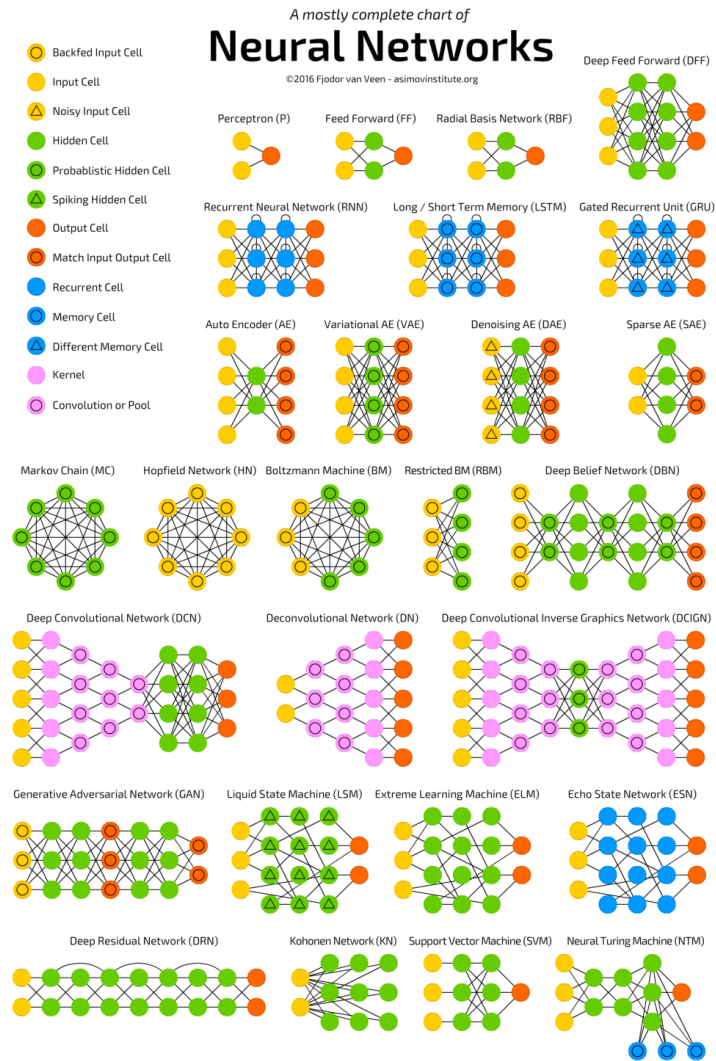 A mostly complete chart of
Neural Networks
©2016 Fjodor van Veen - asimovinstitute.org
Backfed Input Cell
Input Cell
Noisy Input Cell
Hidden Cell
Probablistic Hidden Cell
Spiking Hidden Cell
Output Cell
Match Input Output Cell
Recurrent Cell
Memory Cell
Different Memory Cell
Kernel
Convolution or Pool
Deep Feed Forward (DFF)
Perceptron (P)
Feed Forward (FF)
Radial Basis Network (RBF)
Recurrent Neural Network (RNN)
Long / Short Term Memory (LSTM)
Gated Recurrent Unit (GRU)
Auto Encoder (AE)
Variational AE (VAE)
Denoising AE (DAE)
Sparse AE (SAE)
Markov Chain (MC)
Hopfield Network (HN)
Boltzmann Machine (BM)
Restricted BM (RBM)
Deep Belief Network (DBN)
Deep Convolutional Network (DCN)
Deconvolutional Network (DN)
Deep Convolutional Inverse Graphics Network (DCIGN)
Generative Adversarial Network (GAN)
Liquid State Machine (LSM)
Extreme Learning Machine (ELM)
Echo State Network (ESN)
Deep Residual Network (DRN)
Kohonen Network (KN)
Support Vector Machine (SVM)
Neural Turing Machine (NTM)